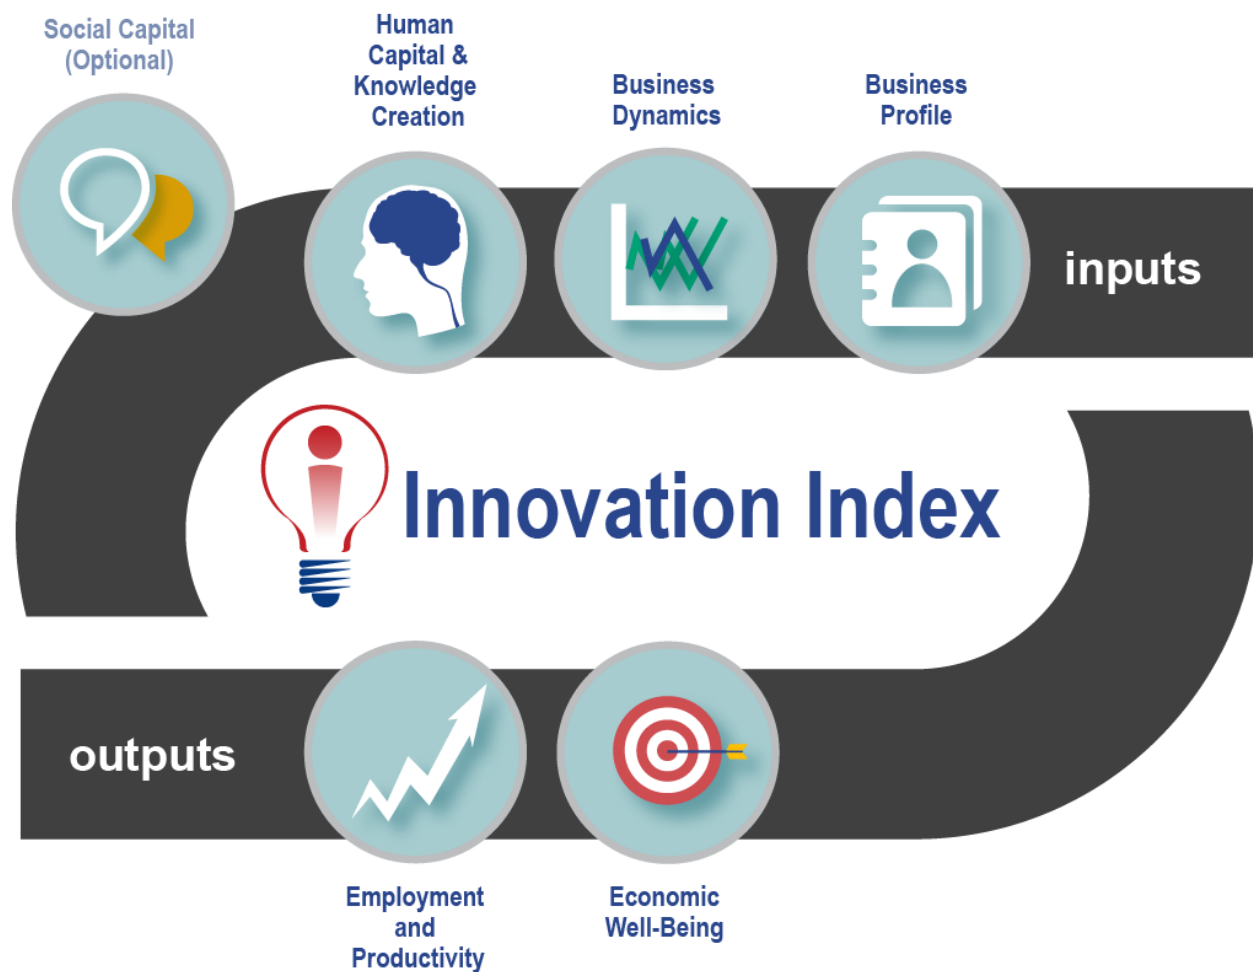 Social Capital
(Optional)
Human
Capital &
Knowledge
Creation
Business
Dynamics
Business
Profile
inputs
Innovation Index
outputs
Employment
and
Productivity
Economic
Well-Being